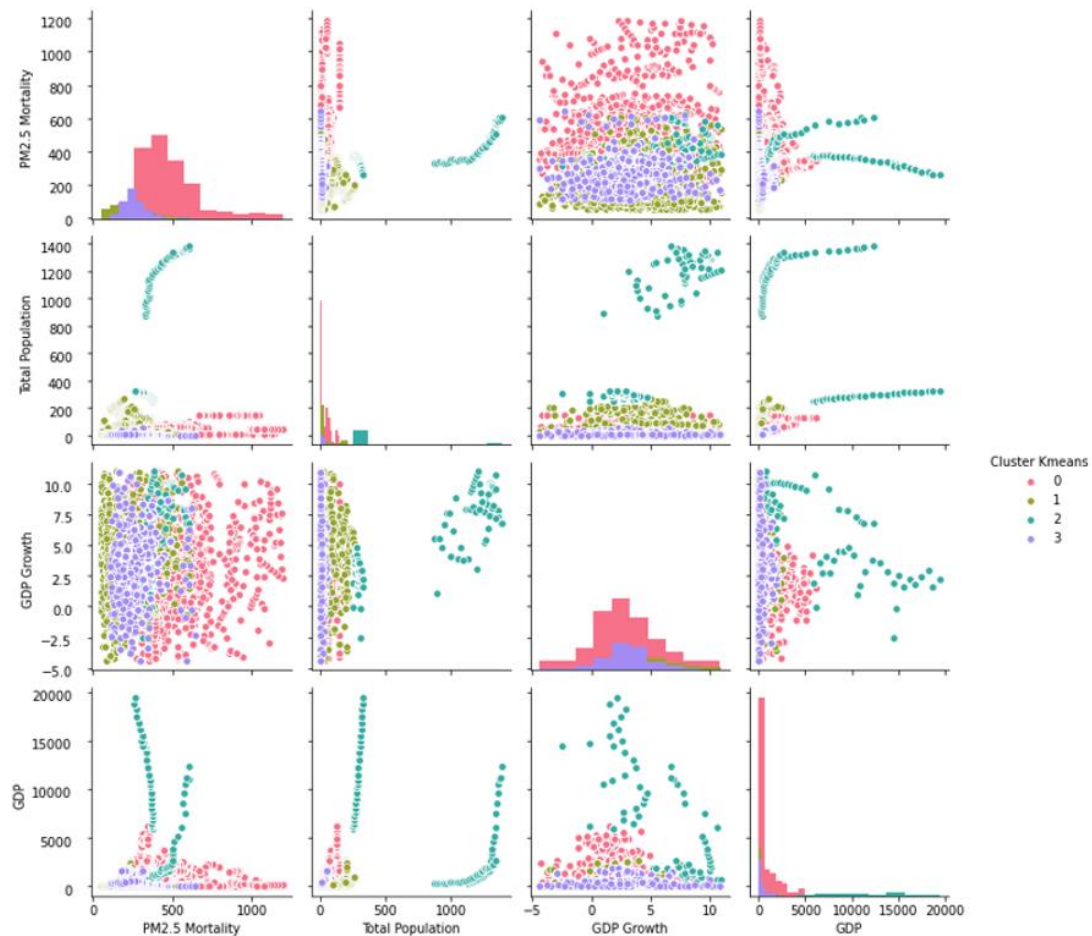 1200
1000
800
600
400
200
0
PM2.5 Mortality
1400
1200
1000
800
600
400
200
0
Total Population
Cluster Kmeans
0
1
2
3
10.0
7.5
5.0
2.5
0.0
−2.5
−5.0
GDP Growth
20000
15000
10000
5000
0
GDP
0 500 1000
PM2.5 Mortality
0 500 1000
Total Population
−5 0 5 10
GDP Growth
0 5000 10000 15000 20000
GDP